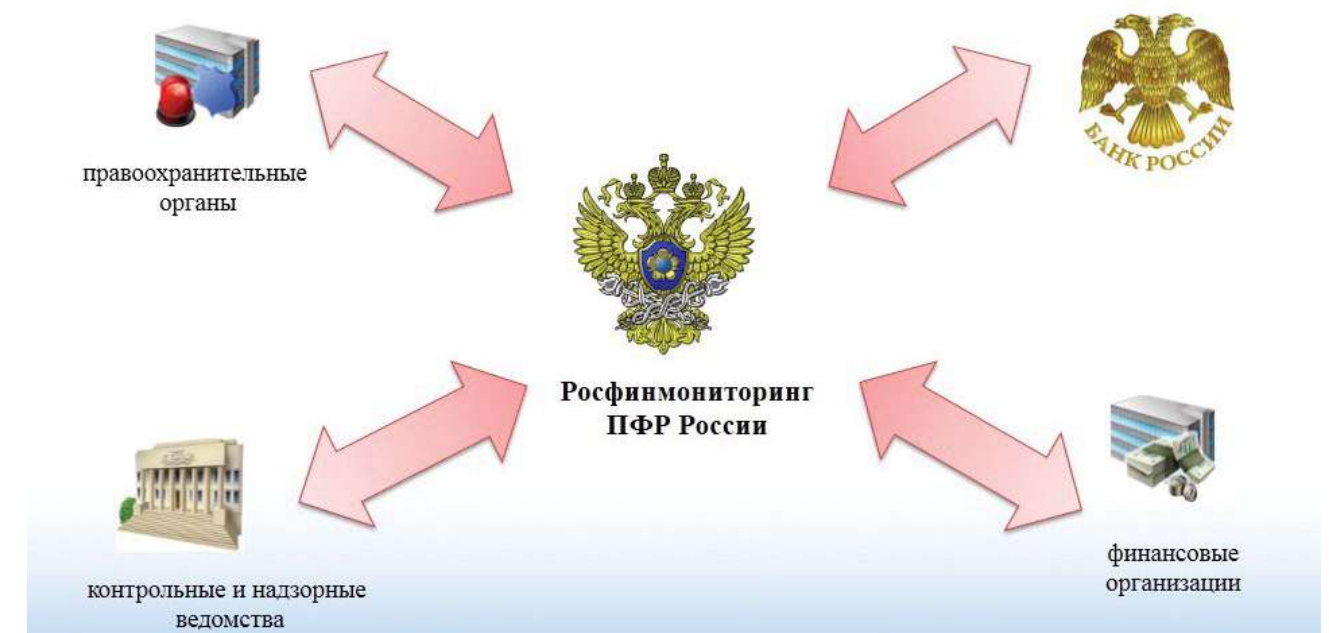 БАНК РОССИИ
правоохранительные
органы
Росфинмониторинг
ПФР России
контрольные и надзорные
ведомства
финансовые
организации